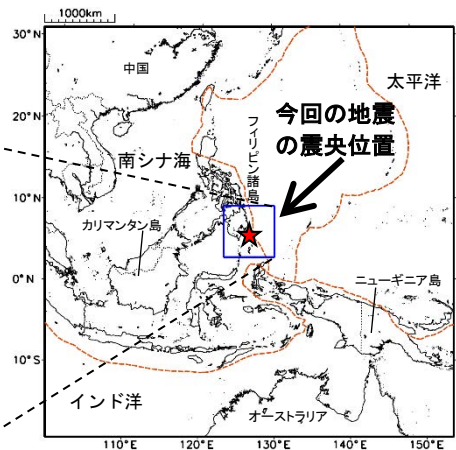 1000km
30°N
20°N
10°N
0°N
10°S
中国
太平洋
今回の地震
の震央位置
フィリピン諸島
南シナ海
カリマンタン島
ニューギニア島
インド洋
オーストラリア
110°E
120°E
130°E
140°E
150°E